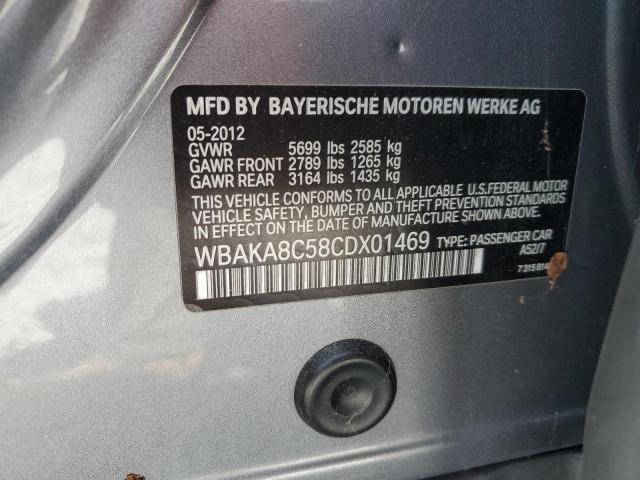 MFD BY BAYERISCHE MOTOREN WERKE AG
05-2012
GVWR 5699 lbs 2585 kg
GAWR FRONT 2789 lbs 1265 kg
GAWR REAR 3164 lbs 1435 kg
THIS VEHICLE CONFORMS TO ALL APPLICABLE U.S.FEDERAL MOTOR
VEHICLE SAFETY, BUMPER AND THEFT PREVENTION STANDARDS
IN EFFECT ON THE DATE OF MANUFACTURE SHOWN ABOVE.
WBAKA8C58CDX01469 TYPE: PASSENGER CAR
A52/7